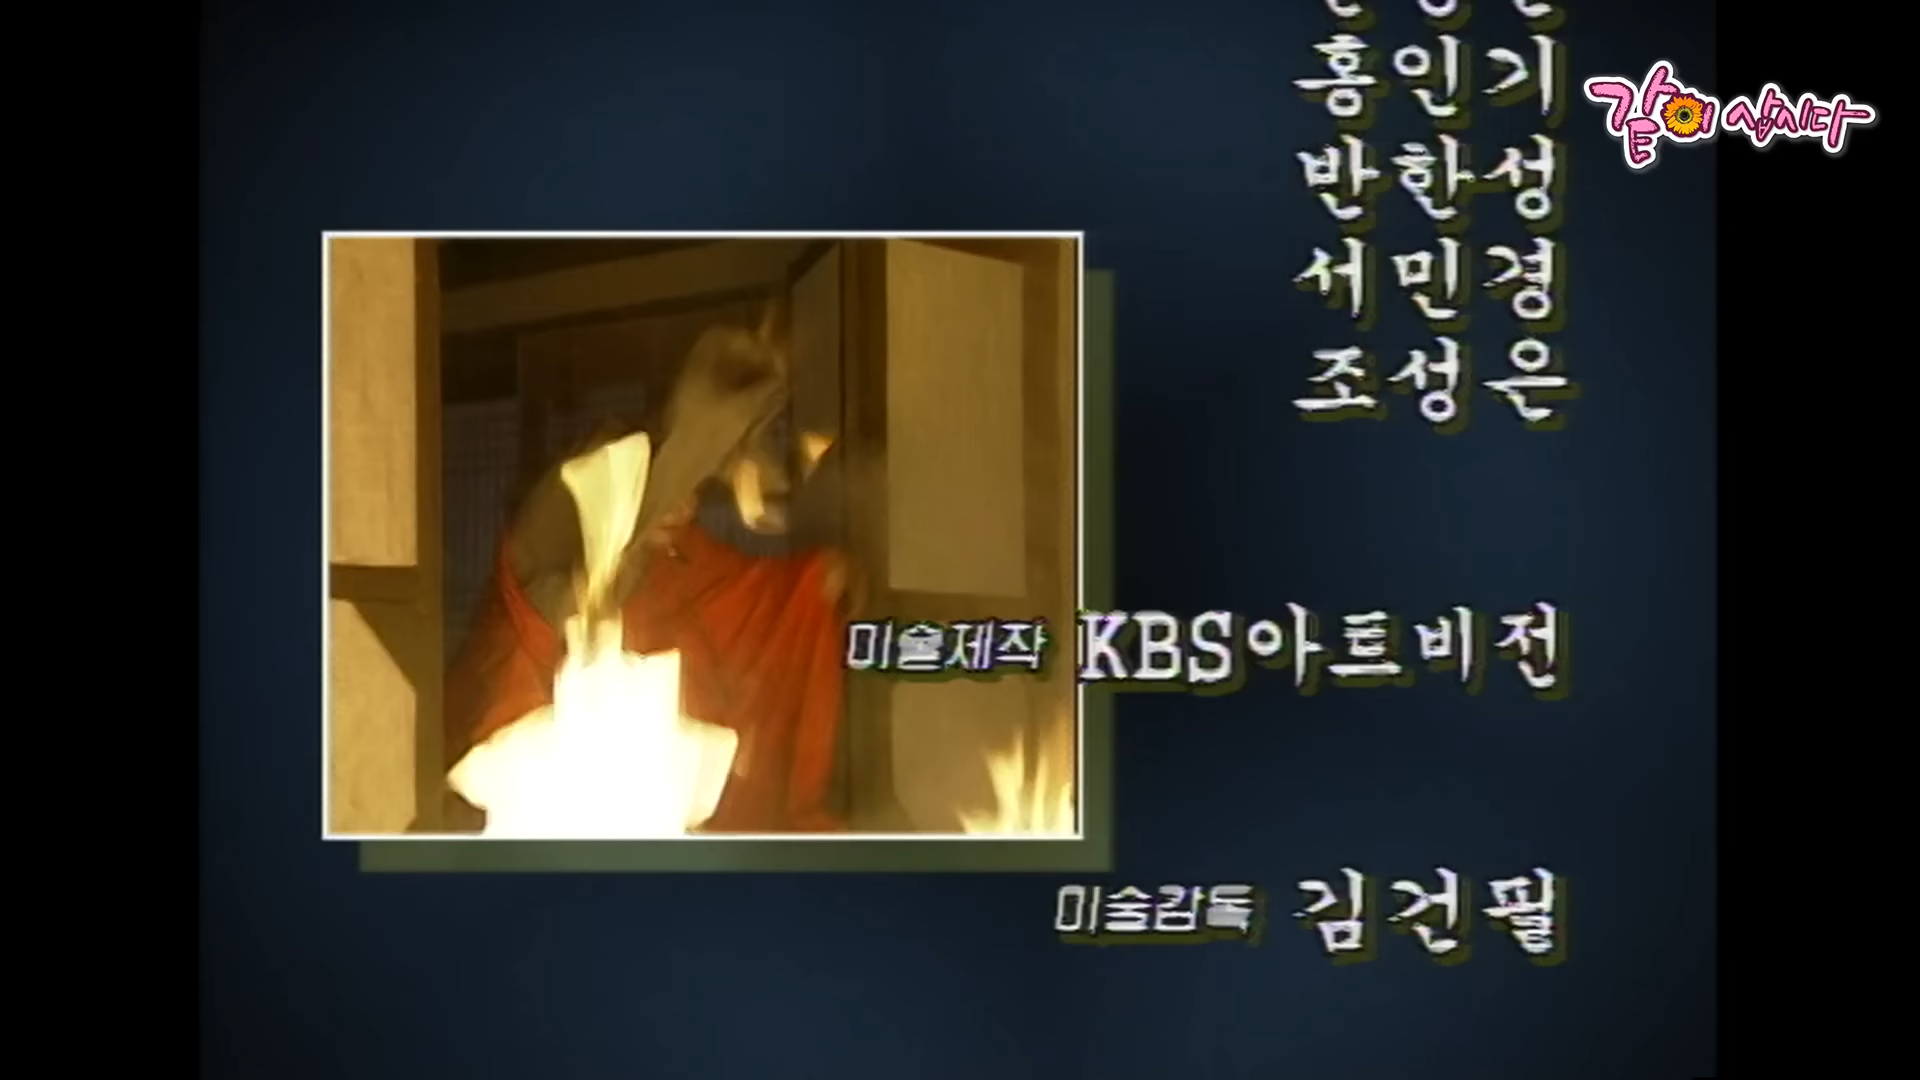 홍인기
같이 삽시다
반한성
서민경
조성은
미술제작 KBS아트비전
미술감독 김건필